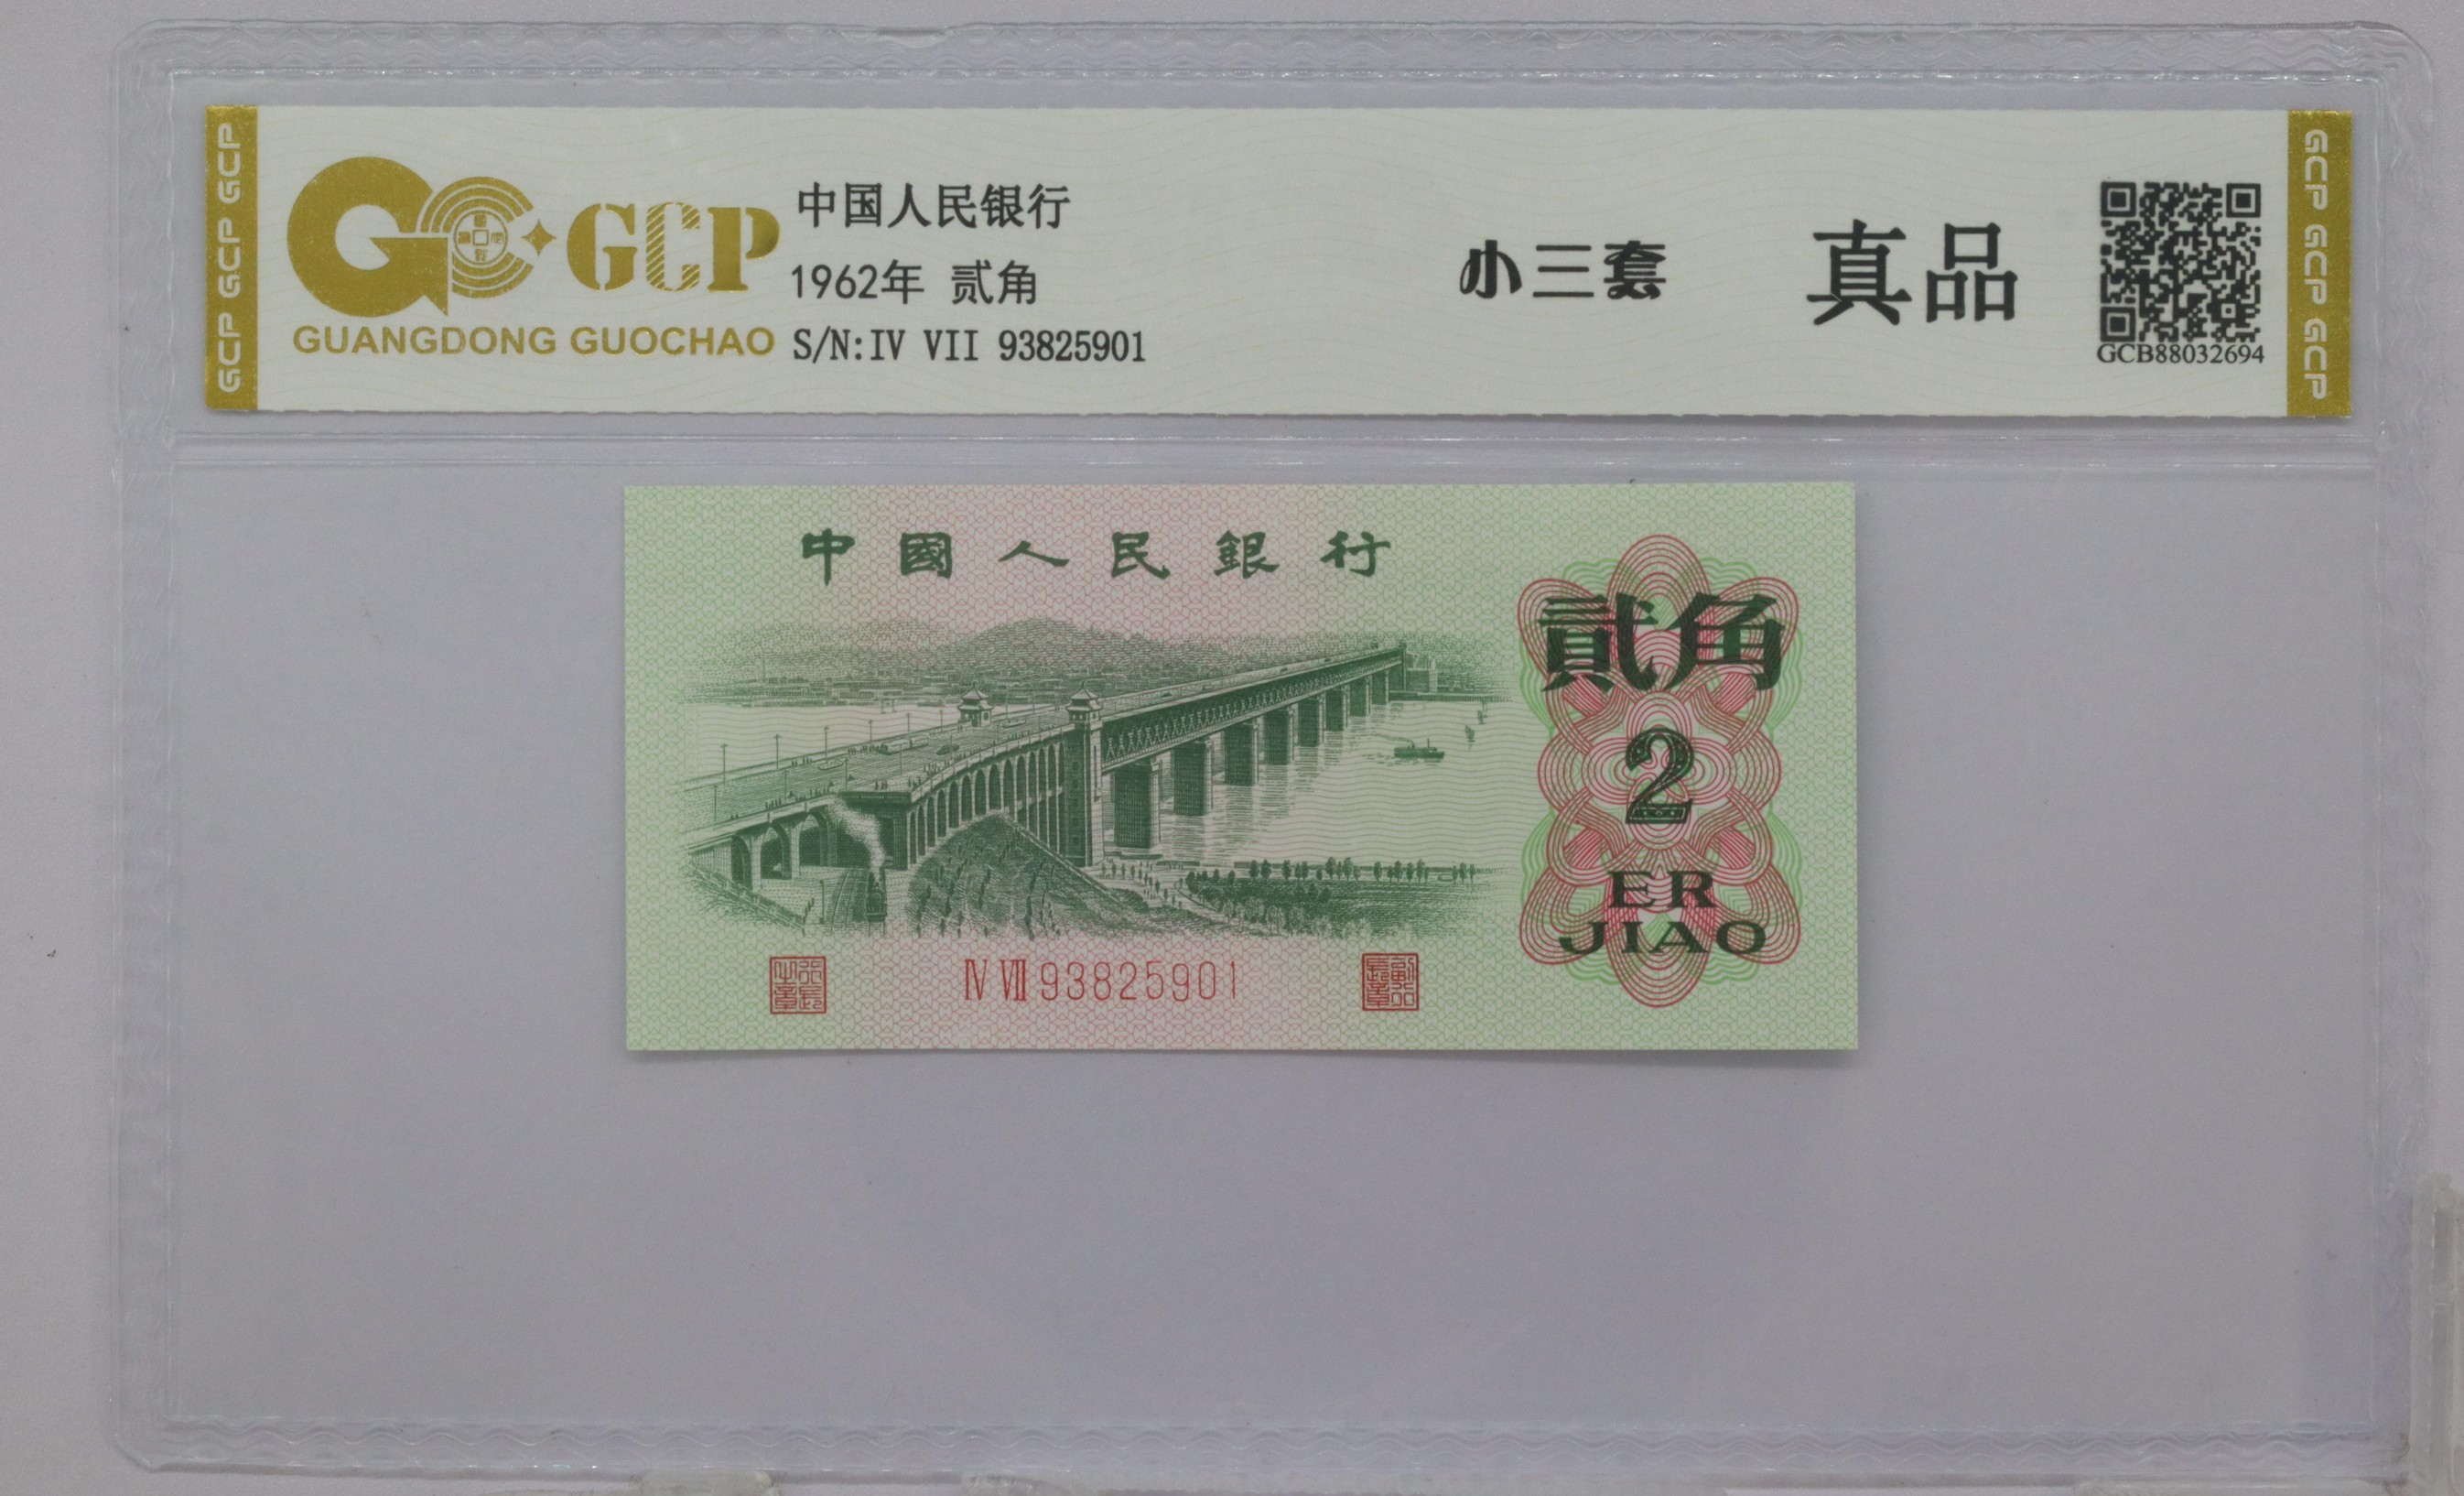 GCP GCP GCP
GCP
GUANGDONG GUOCHAO
中国人民银行
1962年 贰角
S/N:IV VII 93825901
小三套
真品
GCB88032694
GCP GCP GCP
中國人民銀行
貳角
2
ER
JIAO
Ⅳ Ⅶ 93825901